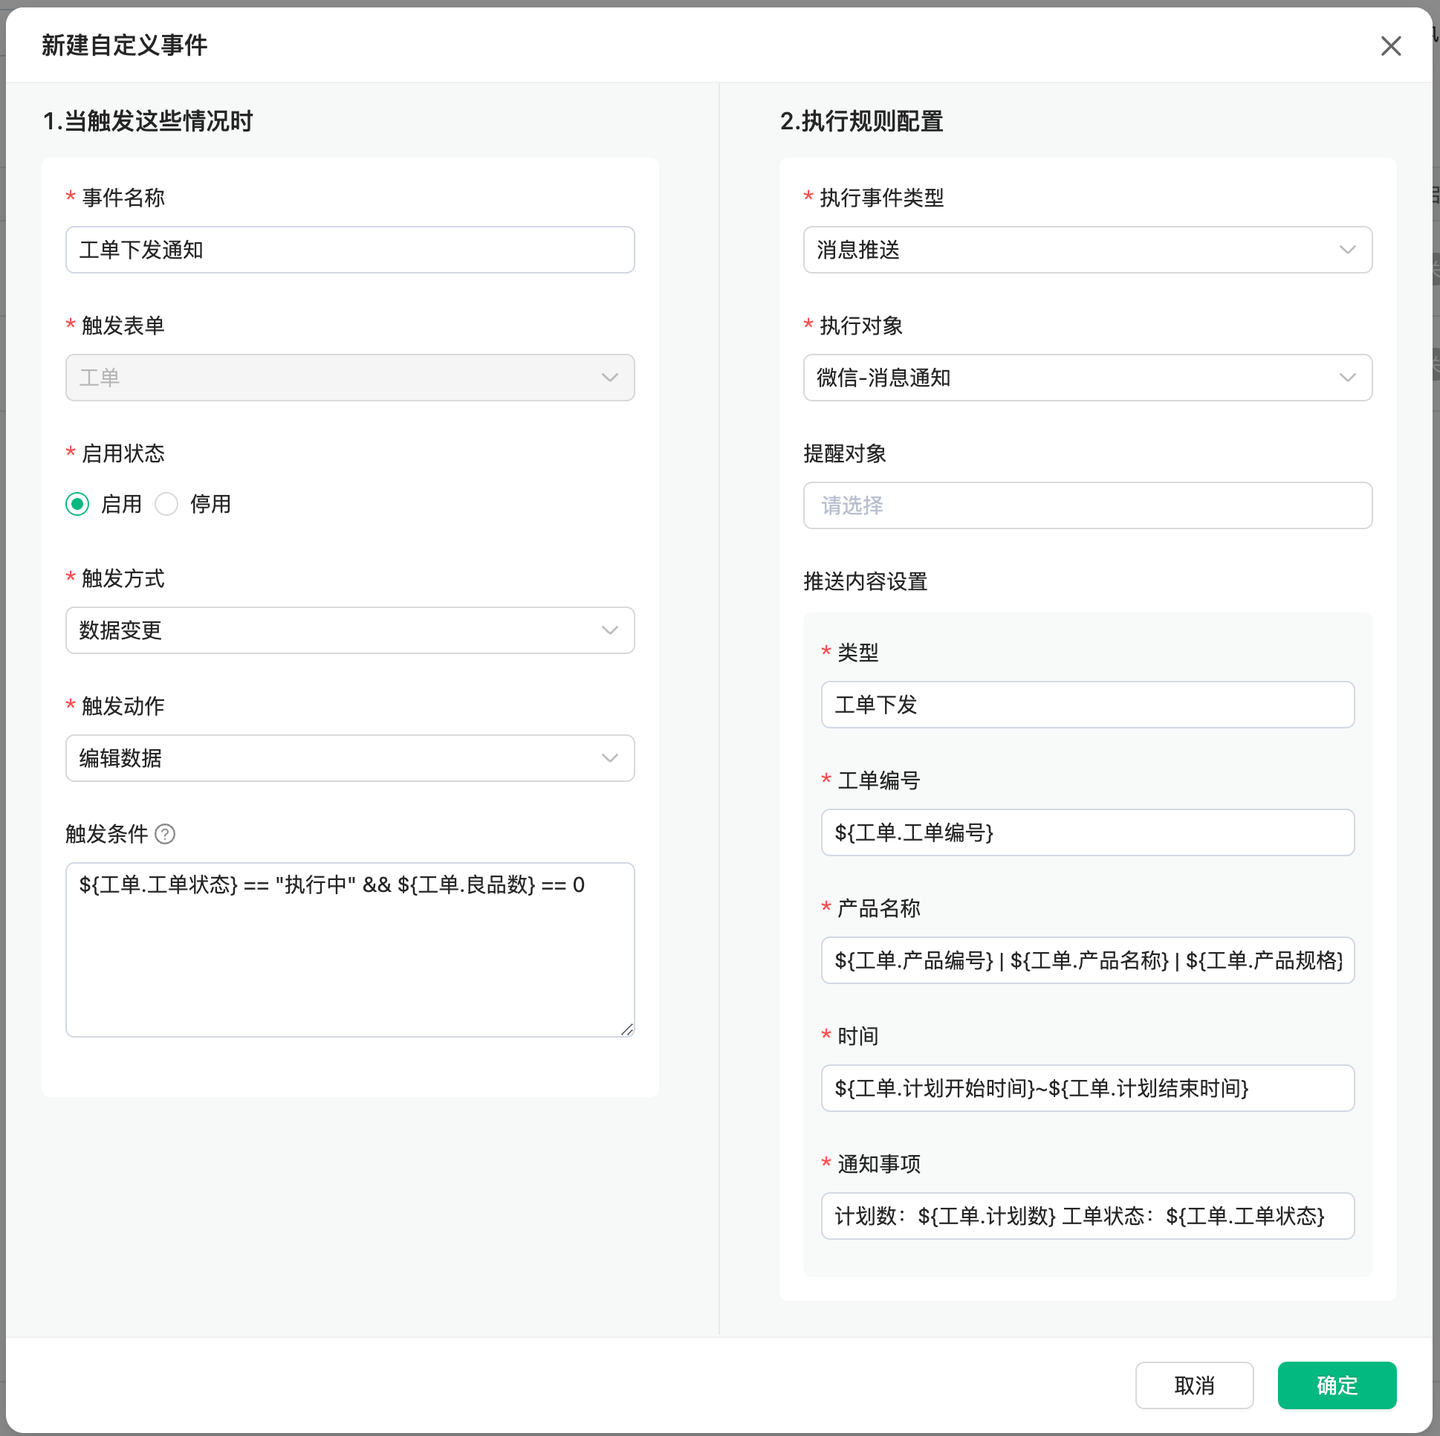 新建自定义事件
1.当触发这些情况时
* 事件名称
工单下发通知
* 触发表单
工单
* 启用状态
启用 停用
* 触发方式
数据变更
* 触发动作
编辑数据
触发条件 ?
${工单.工单状态} == "执行中" && ${工单.良品数} == 0
2.执行规则配置
* 执行事件类型
消息推送
* 执行对象
微信-消息通知
提醒对象
请选择
推送内容设置
* 类型
工单下发
* 工单编号
${工单.工单编号}
* 产品名称
${工单.产品编号} | ${工单.产品名称} | ${工单.产品规格}
* 时间
${工单.计划开始时间}~${工单.计划结束时间}
* 通知事项
计划数：${工单.计划数} 工单状态：${工单.工单状态}
取消 确定